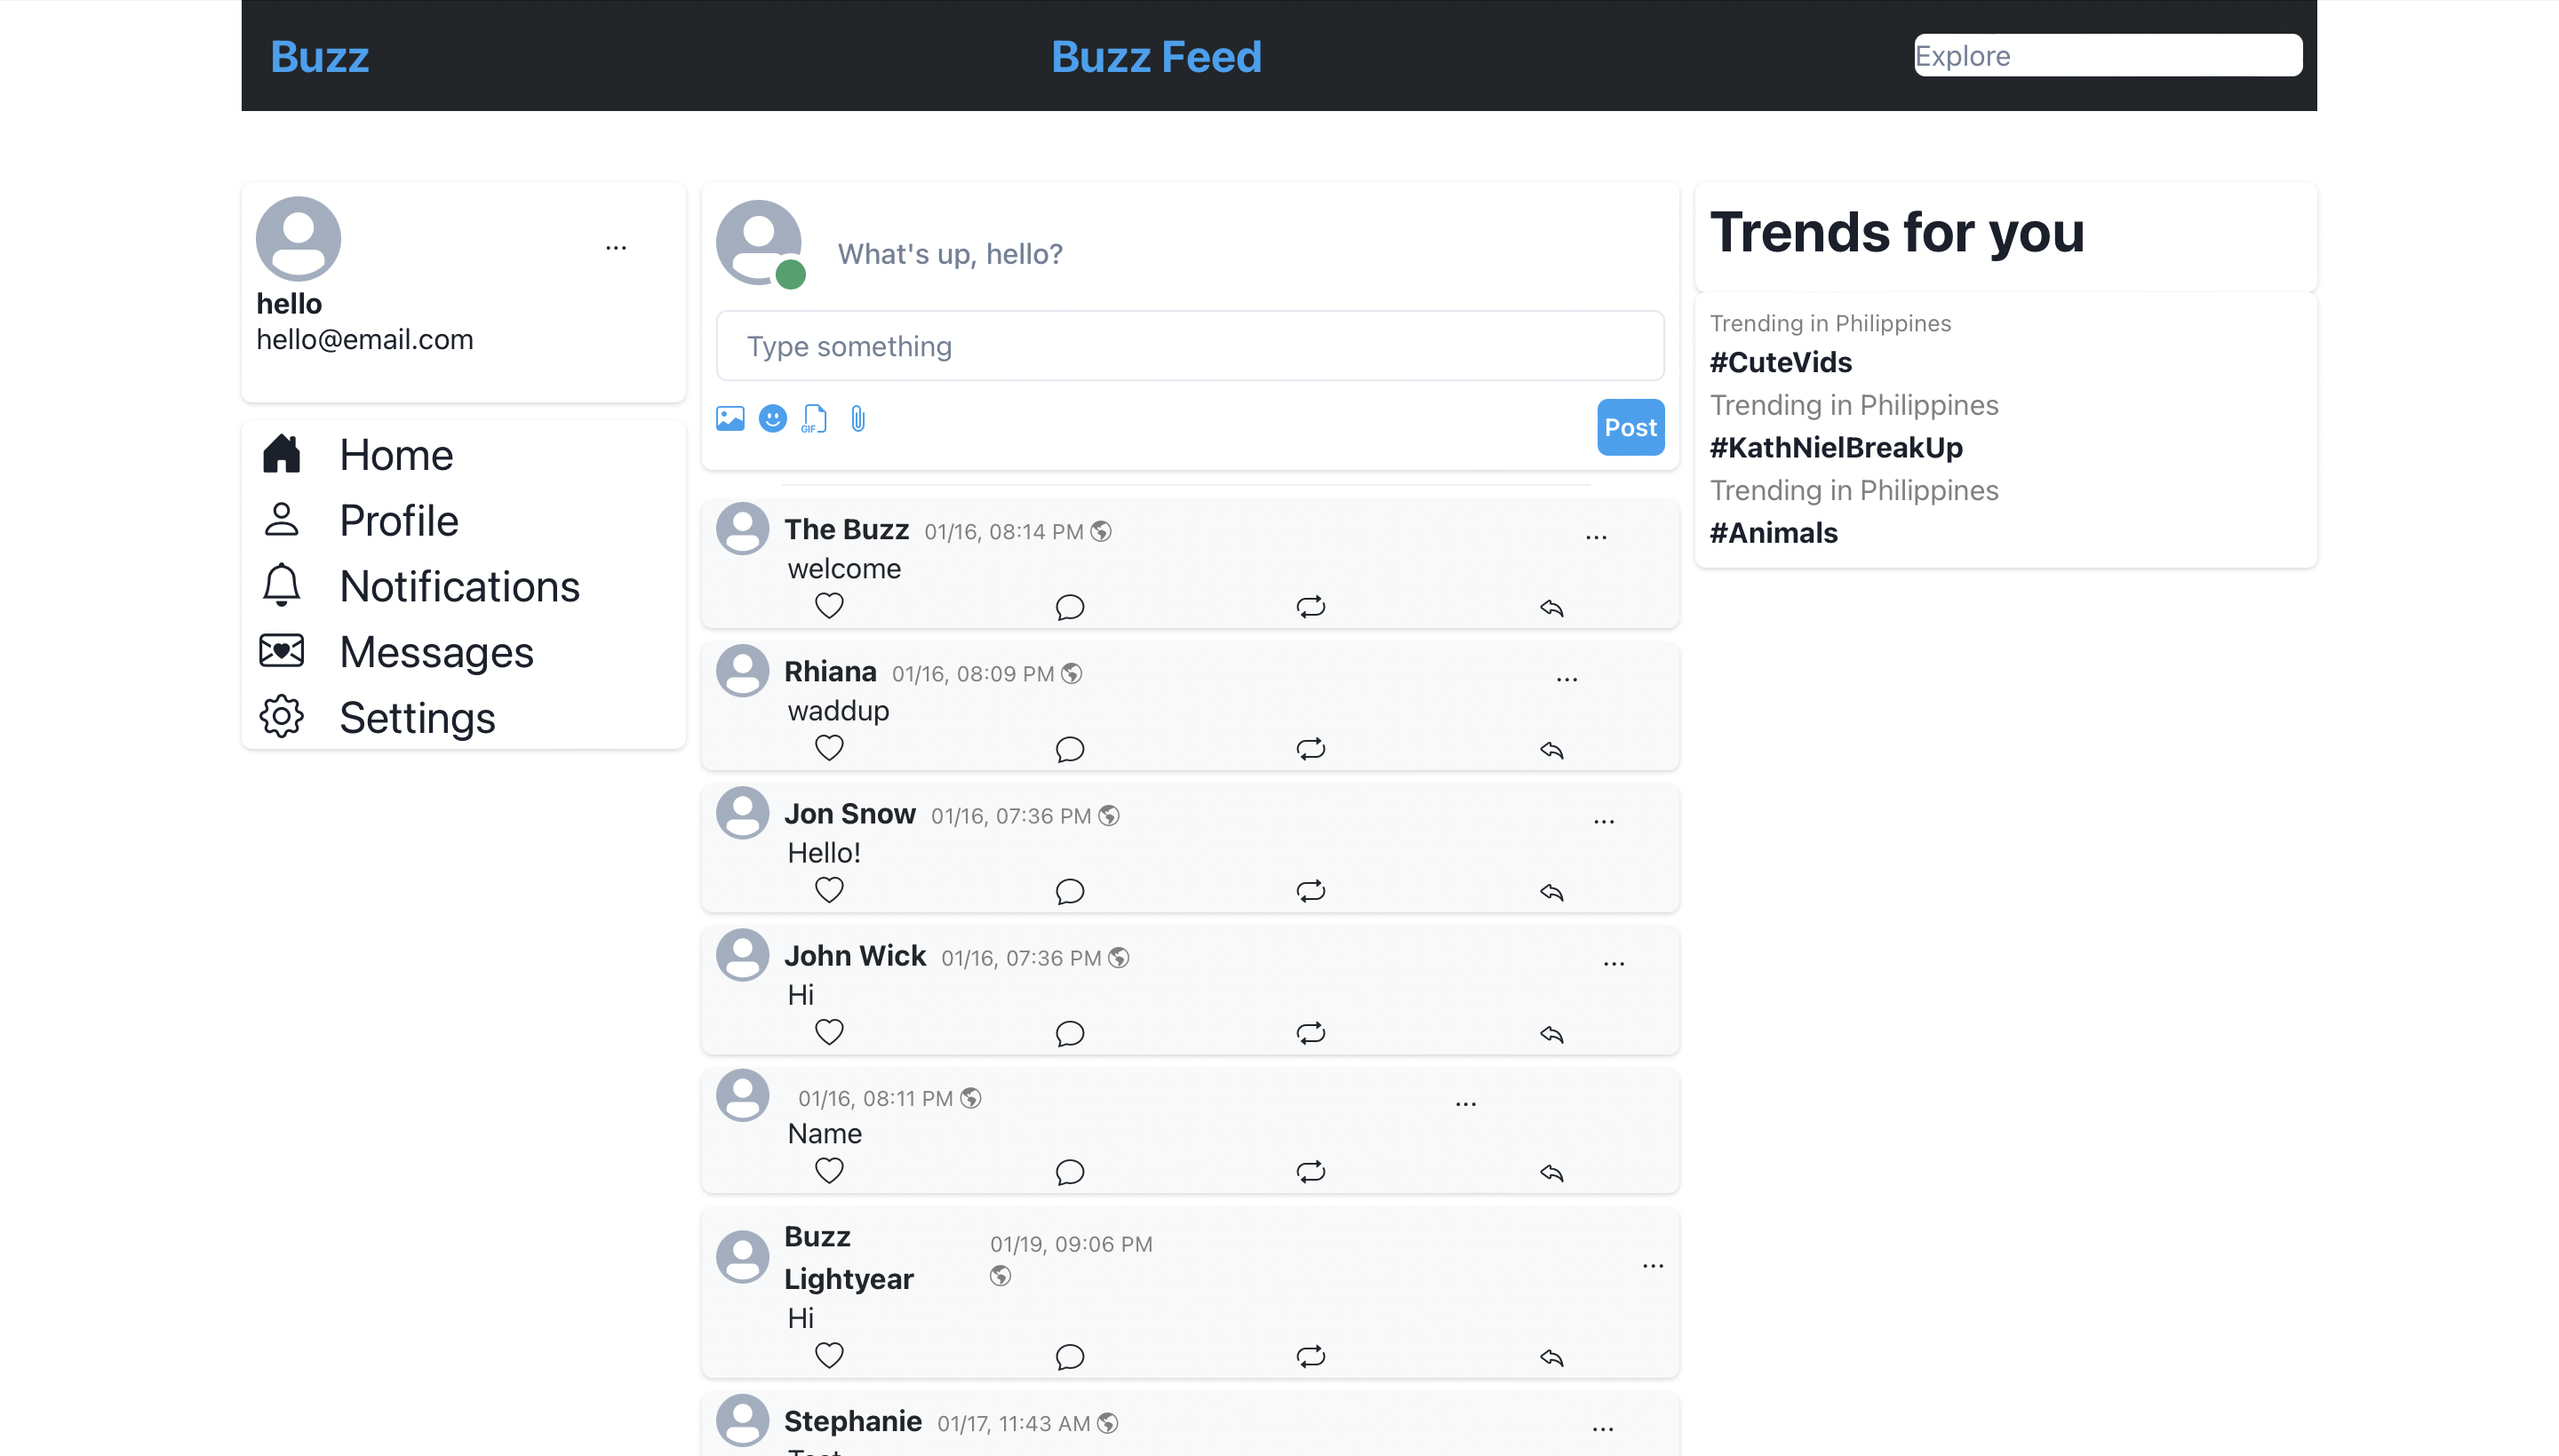 Buzz
Buzz Feed
Explore
...
hello
hello@email.com
Home
Profile
Notifications
Messages
Settings
What's up, hello?
Type something
GIF
Post
The Buzz 01/16, 08:14 PM
...
welcome
Rhiana 01/16, 08:09 PM
...
waddup
Jon Snow 01/16, 07:36 PM
...
Hello!
John Wick 01/16, 07:36 PM
...
Hi
01/16, 08:11 PM
...
Name
Buzz
Lightyear
01/19, 09:06 PM
...
Hi
Stephanie 01/17, 11:43 AM
...
Trends for you
Trending in Philippines
#CuteVids
Trending in Philippines
#KathNielBreakUp
Trending in Philippines
#Animals